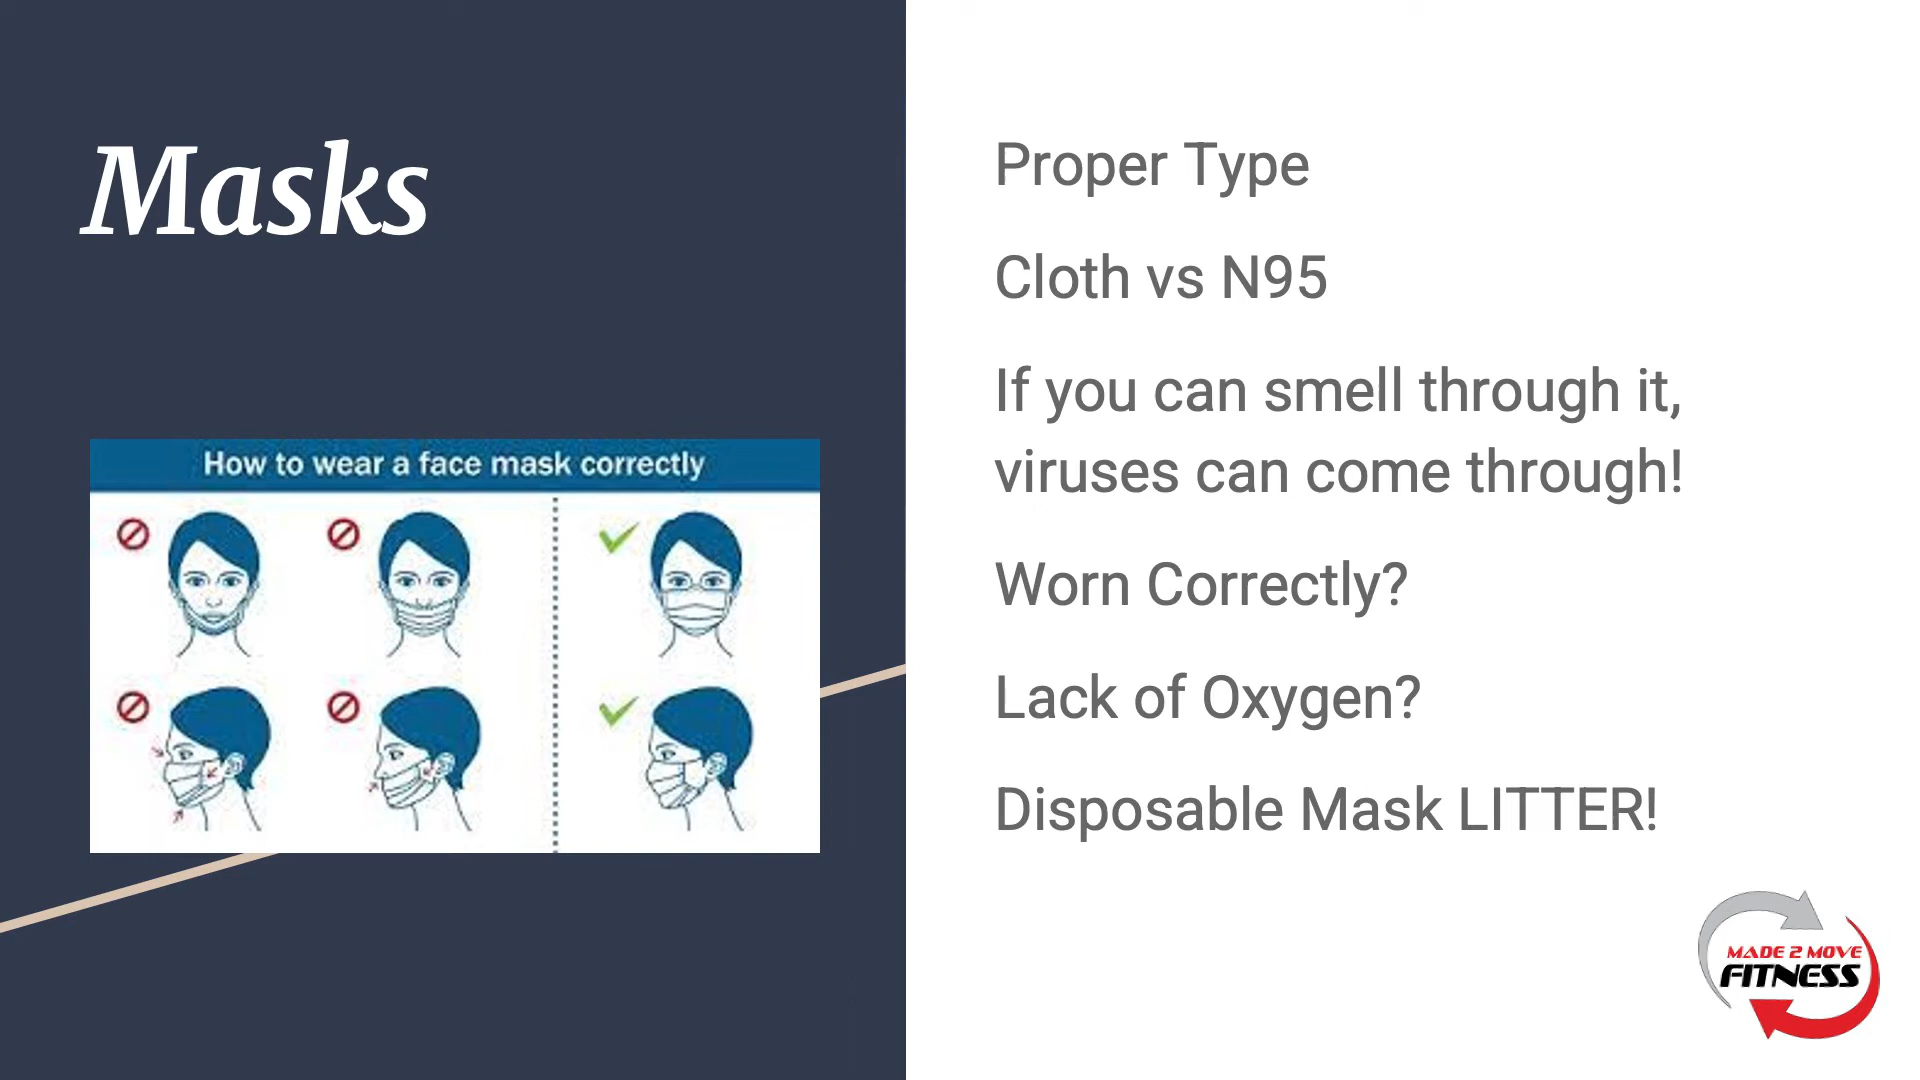 Masks
How to wear a face mask correctly
Proper Type
Cloth vs N95
If you can smell through it,
viruses can come through!
Worn Correctly?
Lack of Oxygen?
Disposable Mask LITTER!
MADE 2 MOVE
FITNESS